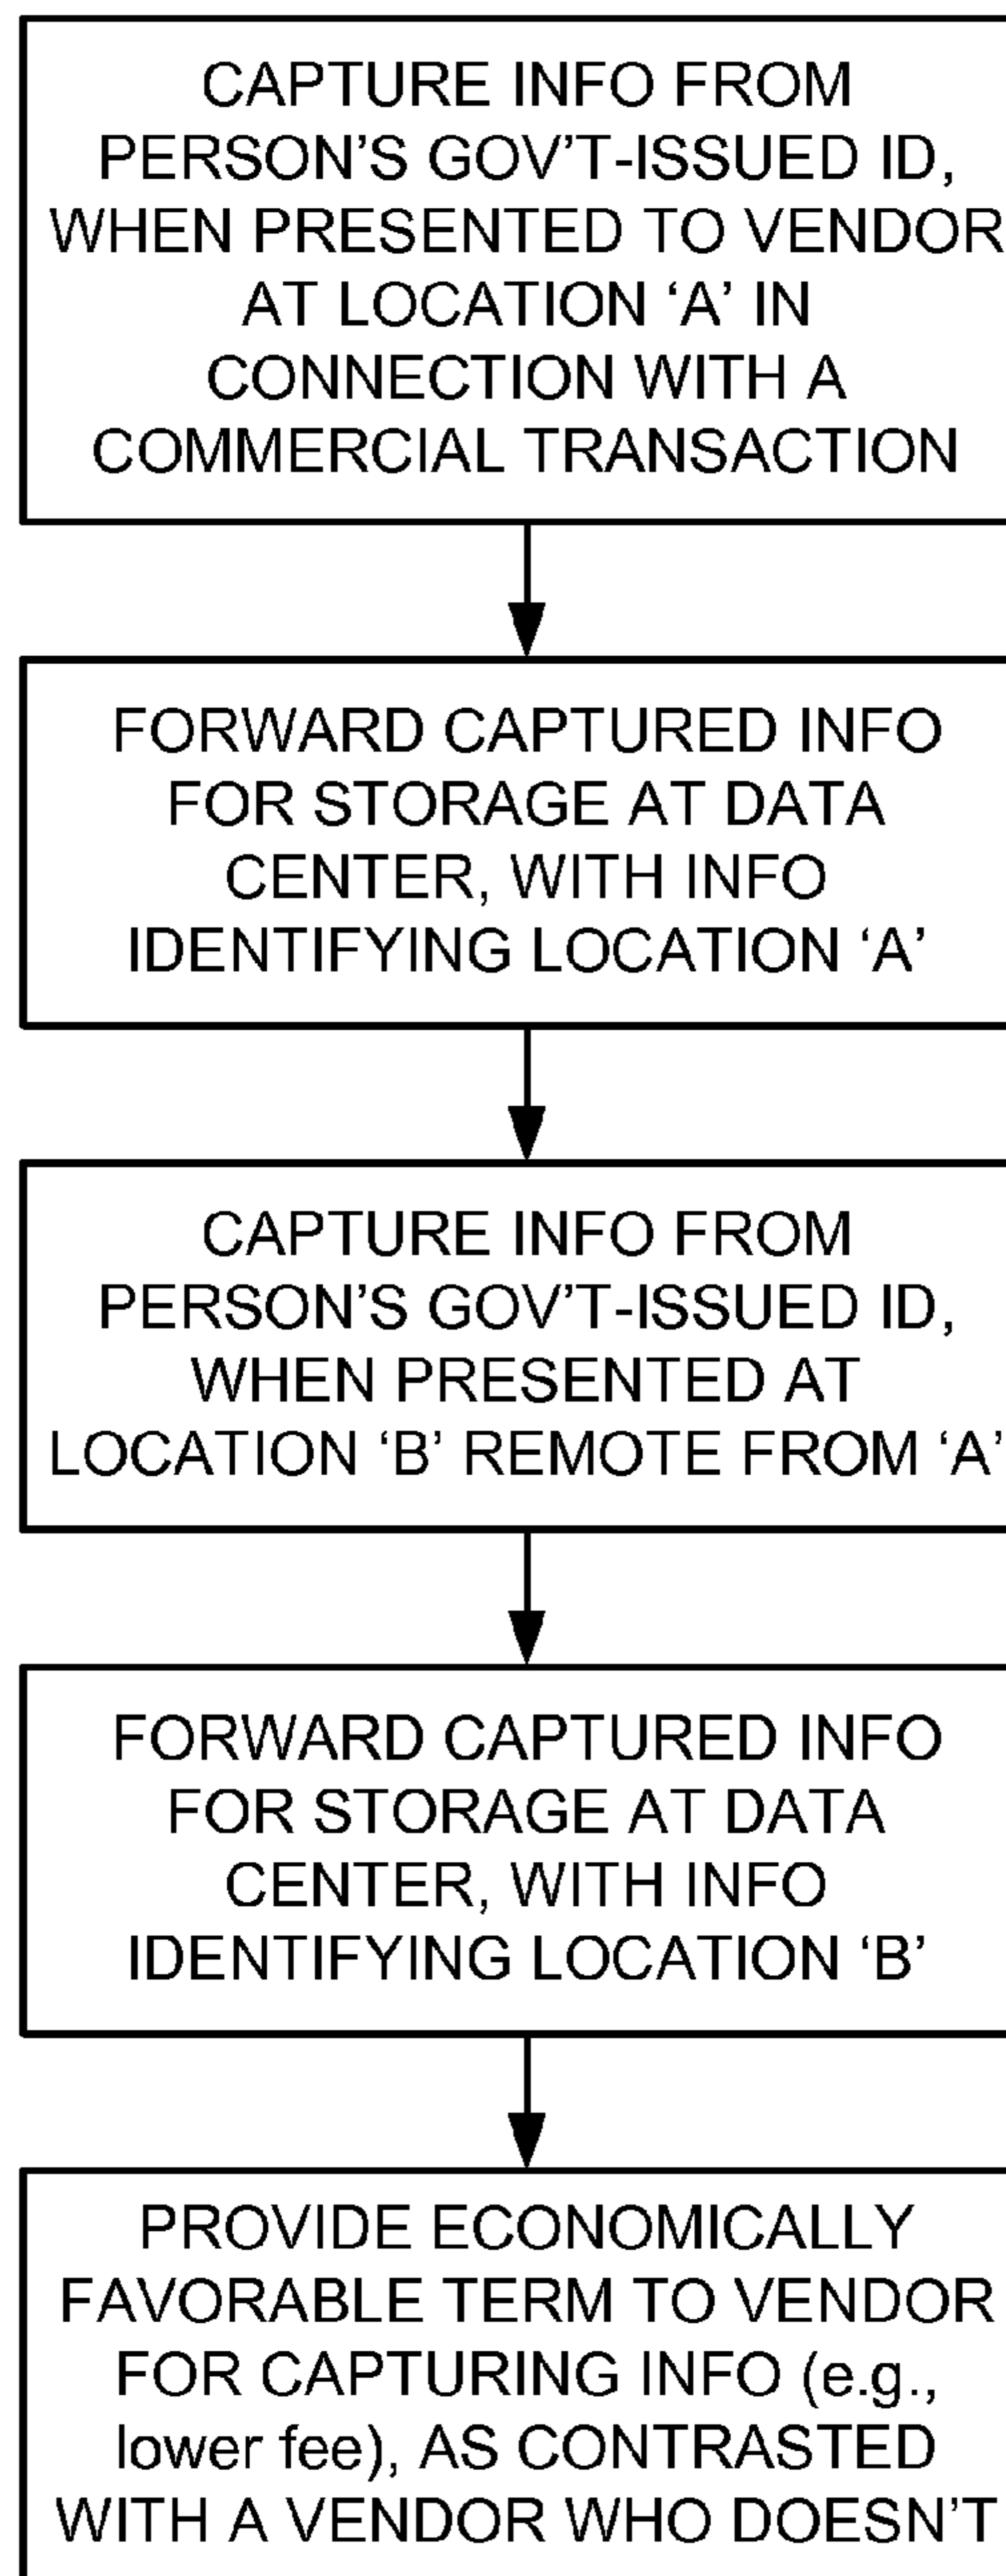 CAPTURE INFO FROM
PERSON'S GOV'T-ISSUED ID,
WHEN PRESENTED TO VENDOR
AT LOCATION ‘A’ IN
CONNECTION WITH A
COMMERCIAL TRANSACTION
FORWARD CAPTURED INFO
FOR STORAGE AT DATA
CENTER, WITH INFO
IDENTIFYING LOCATION ‘A’
CAPTURE INFO FROM
PERSON'S GOV'T-ISSUED ID,
WHEN PRESENTED AT
LOCATION ‘B’ REMOTE FROM ‘A’
FORWARD CAPTURED INFO
FOR STORAGE AT DATA
CENTER, WITH INFO
IDENTIFYING LOCATION ‘B’
PROVIDE ECONOMICALLY
FAVORABLE TERM TO VENDOR
FOR CAPTURING INFO (e.g.,
lower fee), AS CONTRASTED
WITH A VENDOR WHO DOESN'T